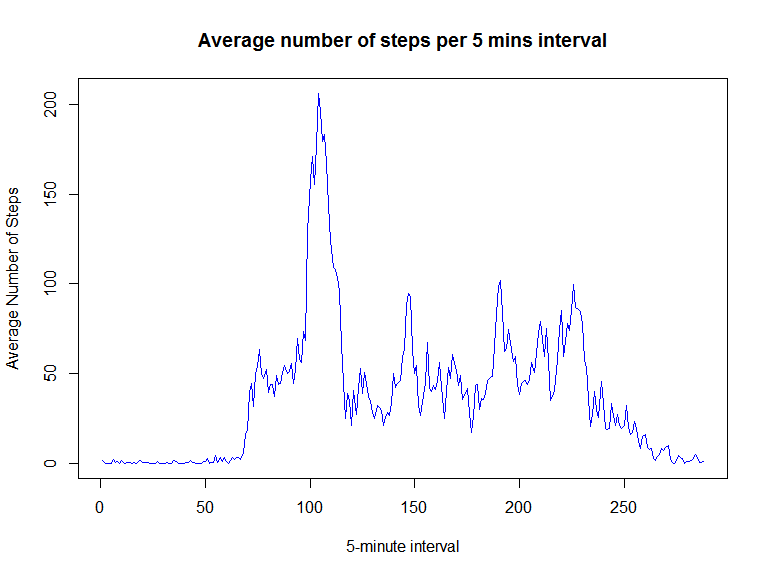 Average number of steps per 5 mins interval
Average Number of Steps
200
150
100
50
0
0 50 100 150 200 250
5-minute interval